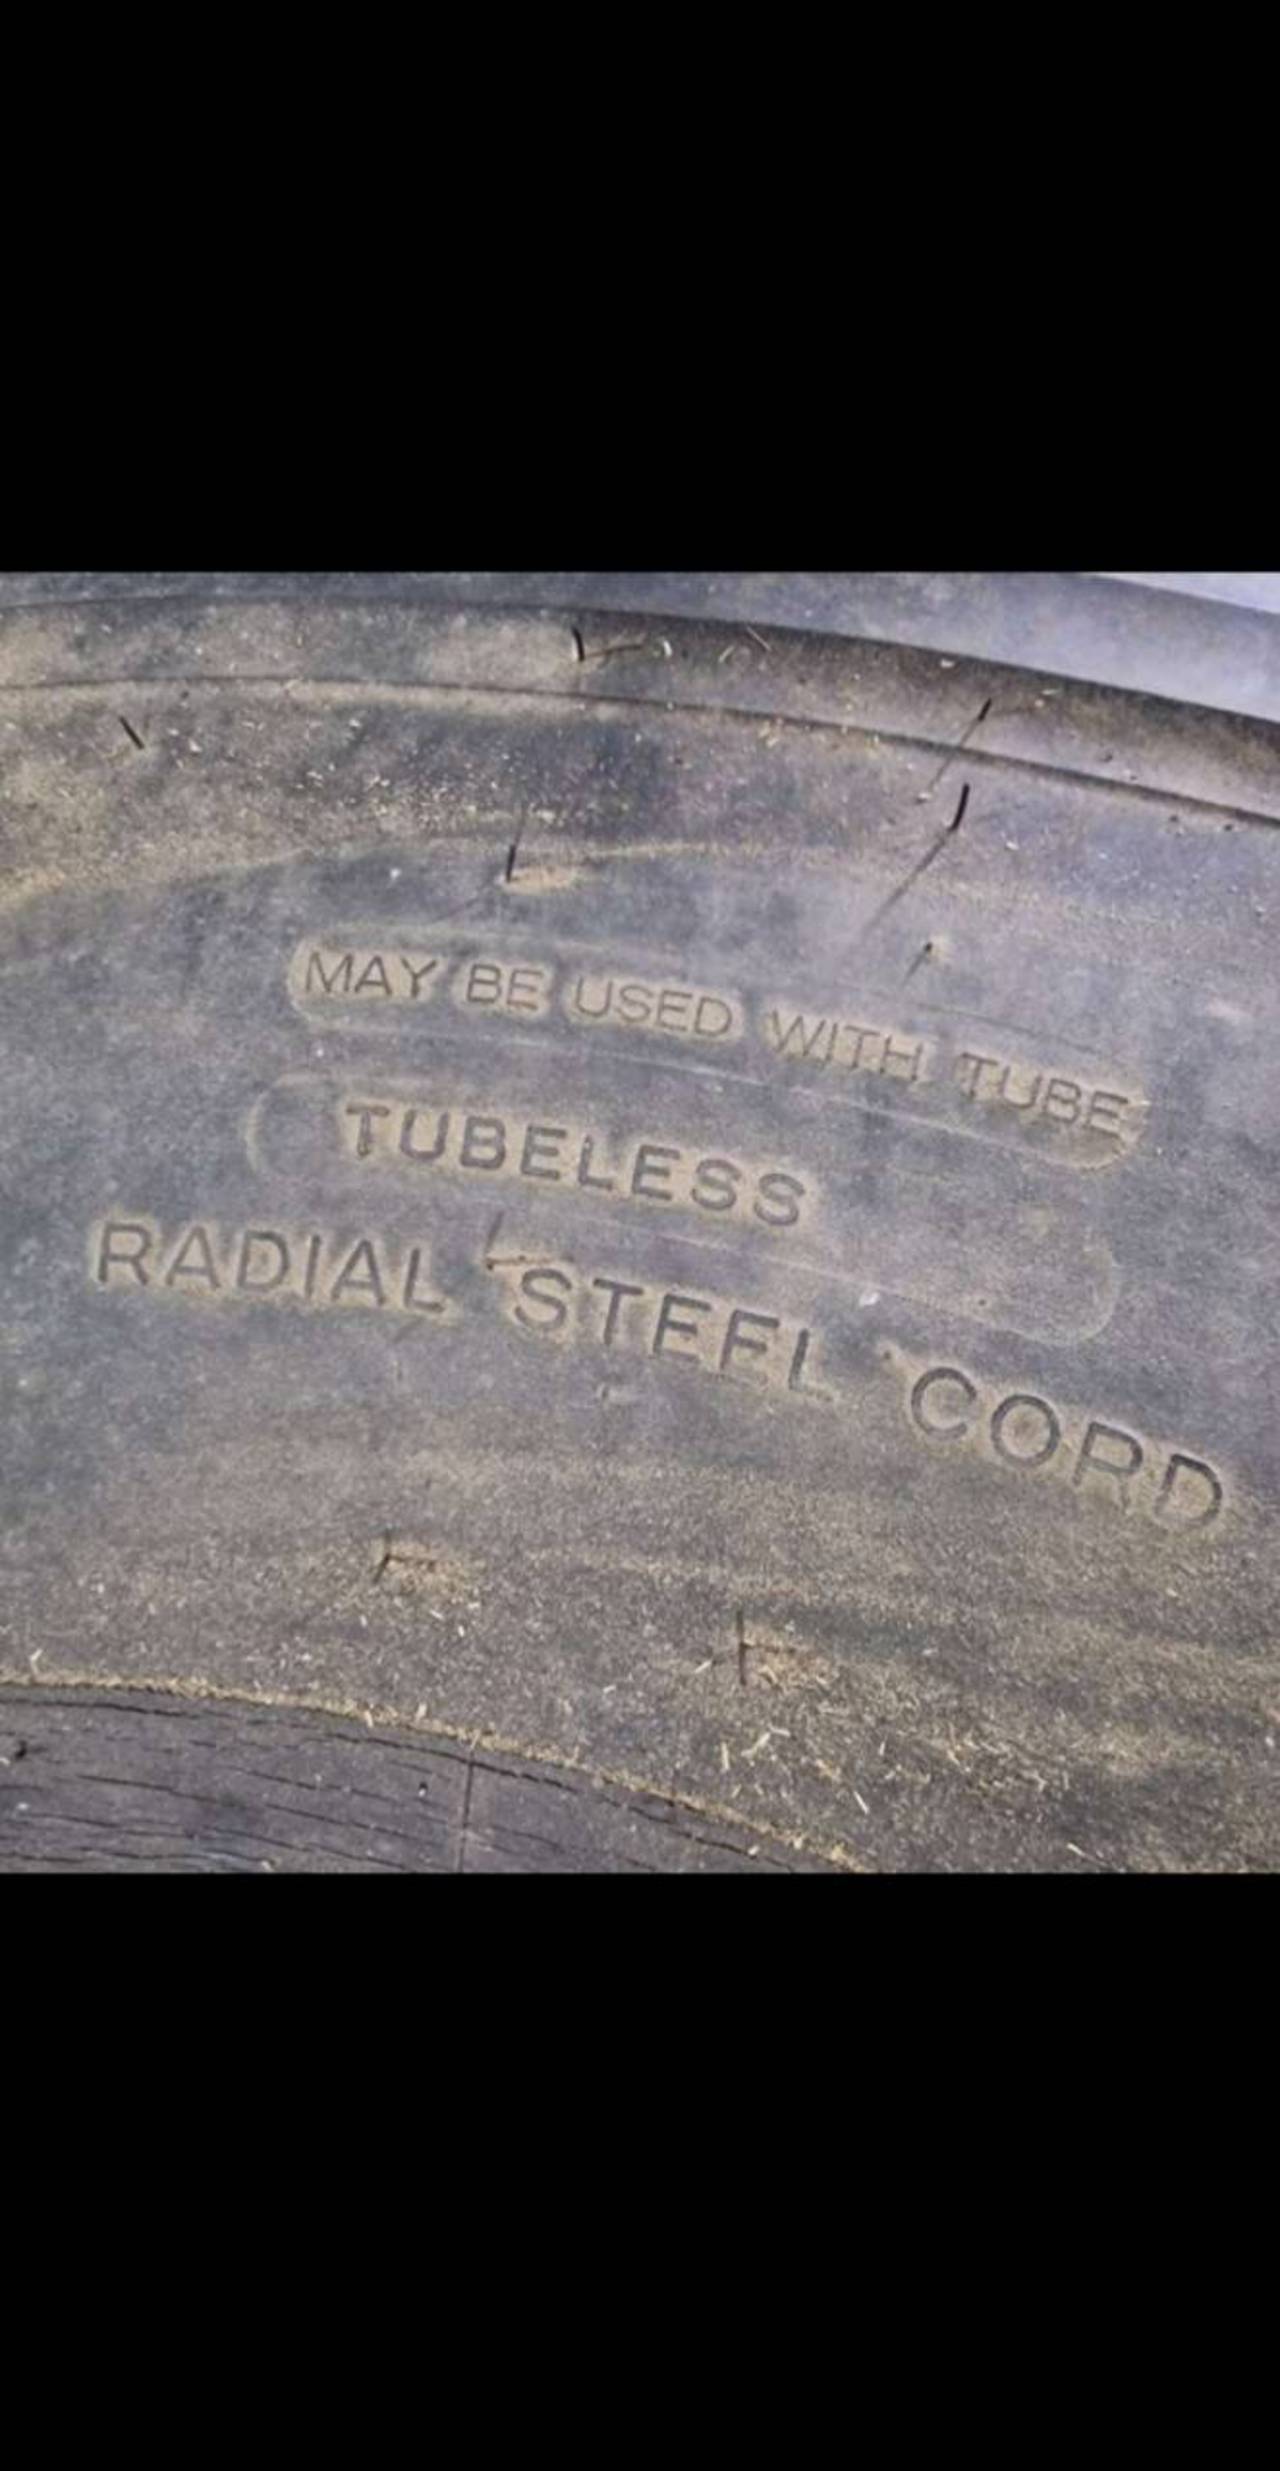 MAY BE USED WITH TUBE
TUBELESS
RADIAL STEEL CORD